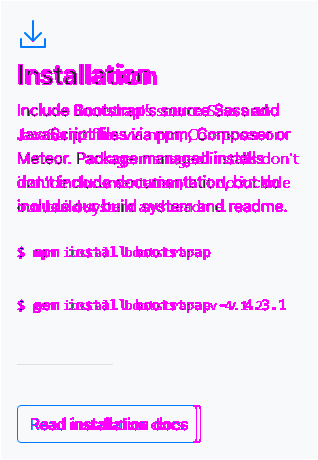 Installation
Include Bootstrap's source Sass and
JavaScript files via npm, Composer or
Meteor. Package managed installs don't
include documentation, but do
include our build system and readme.
$ npm install bootstrap
$ gem install bootstrap -v 4.3.1
Read installation docs